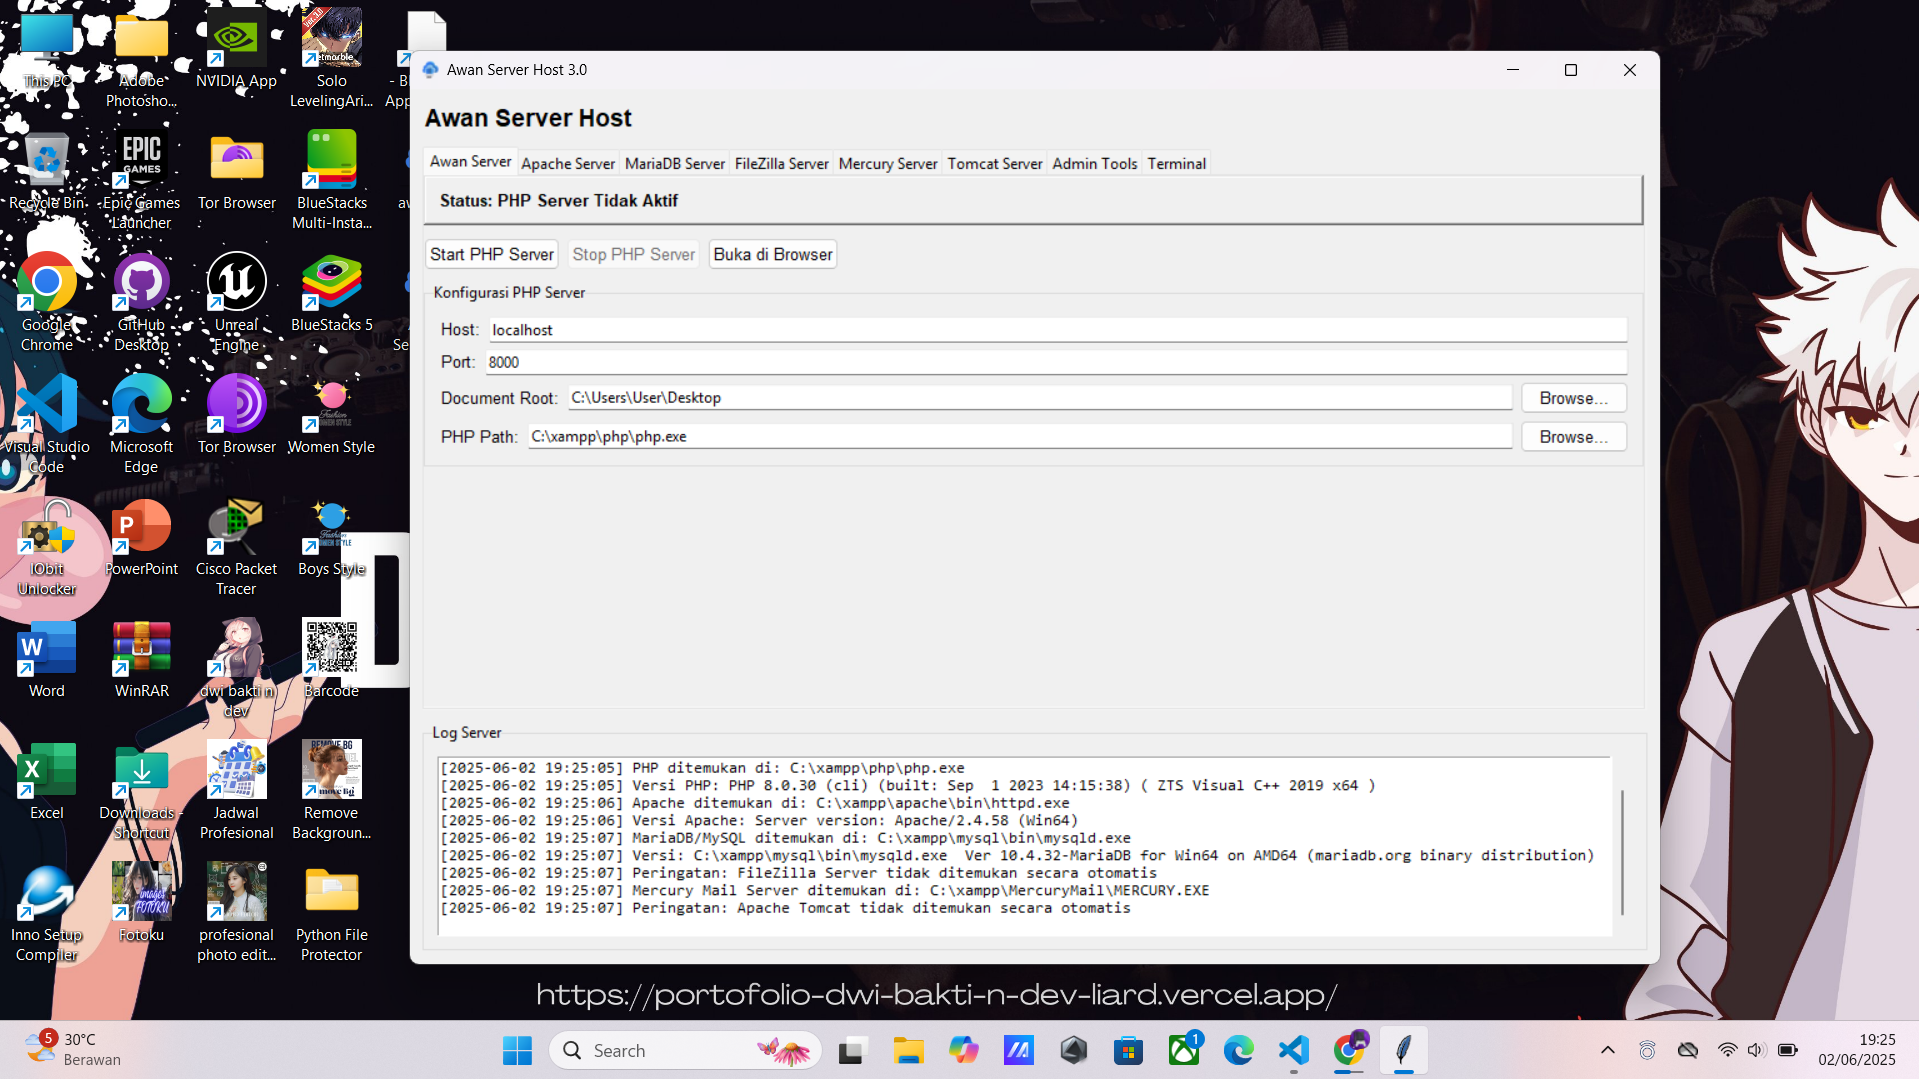 This PC
Adobe
Photosho...
NVIDIA App
Ver. 3.0
netmarble
Solo
LevelingAri...
Recycle Bin
EPIC
GAMES
Epic Games
Launcher
Tor Browser
BlueStacks
Multi-Insta...
Google
Chrome
GitHub
Desktop
Unreal
Engine
BlueStacks 5
Visual Studio
Code
Microsoft
Edge
Tor Browser
Women Style
IObit
Unlocker
PowerPoint
Cisco Packet
Tracer
Boys Style
Word
WinRAR
dwi bakti n
dev
Barcode
Excel
Downloads -
Shortcut
Jadwal
Profesional
REMOVE BG
Remove
Backgroun...
Inno Setup
Compiler
images
FOTOKU
Fotoku
profesional
photo edit...
Python File
Protector
Awan Server Host 3.0
Awan Server Host
Awan Server Apache Server MariaDB Server FileZilla Server Mercury Server Tomcat Server Admin Tools Terminal
Status: PHP Server Tidak Aktif
Start PHP Server Stop PHP Server Buka di Browser
Konfigurasi PHP Server
Host: localhost
Port: 8000
Document Root: C:\Users\User\Desktop Browse...
PHP Path: C:\xampp\php\php.exe Browse...
Log Server
[2025-06-02 19:25:05] PHP ditemukan di: C:\xampp\php\php.exe
[2025-06-02 19:25:05] Versi PHP: PHP 8.0.30 (cli) (built: Sep  1 2023 14:15:38) ( ZTS Visual C++ 2019 x64 )
[2025-06-02 19:25:06] Apache ditemukan di: C:\xampp\apache\bin\httpd.exe
[2025-06-02 19:25:06] Versi Apache: Server version: Apache/2.4.58 (Win64)
[2025-06-02 19:25:07] MariaDB/MySQL ditemukan di: C:\xampp\mysql\bin\mysqld.exe
[2025-06-02 19:25:07] Versi: C:\xampp\mysql\bin\mysqld.exe  Ver 10.4.32-MariaDB for Win64 on AMD64 (mariadb.org binary distribution)
[2025-06-02 19:25:07] Peringatan: FileZilla Server tidak ditemukan secara otomatis
[2025-06-02 19:25:07] Mercury Mail Server ditemukan di: C:\xampp\MercuryMail\MERCURY.EXE
[2025-06-02 19:25:07] Peringatan: Apache Tomcat tidak ditemukan secara otomatis
https://portofolio-dwi-bakti-n-dev-liard.vercel.app/
5
30°C
Berawan
Search
1
19:25
02/06/2025